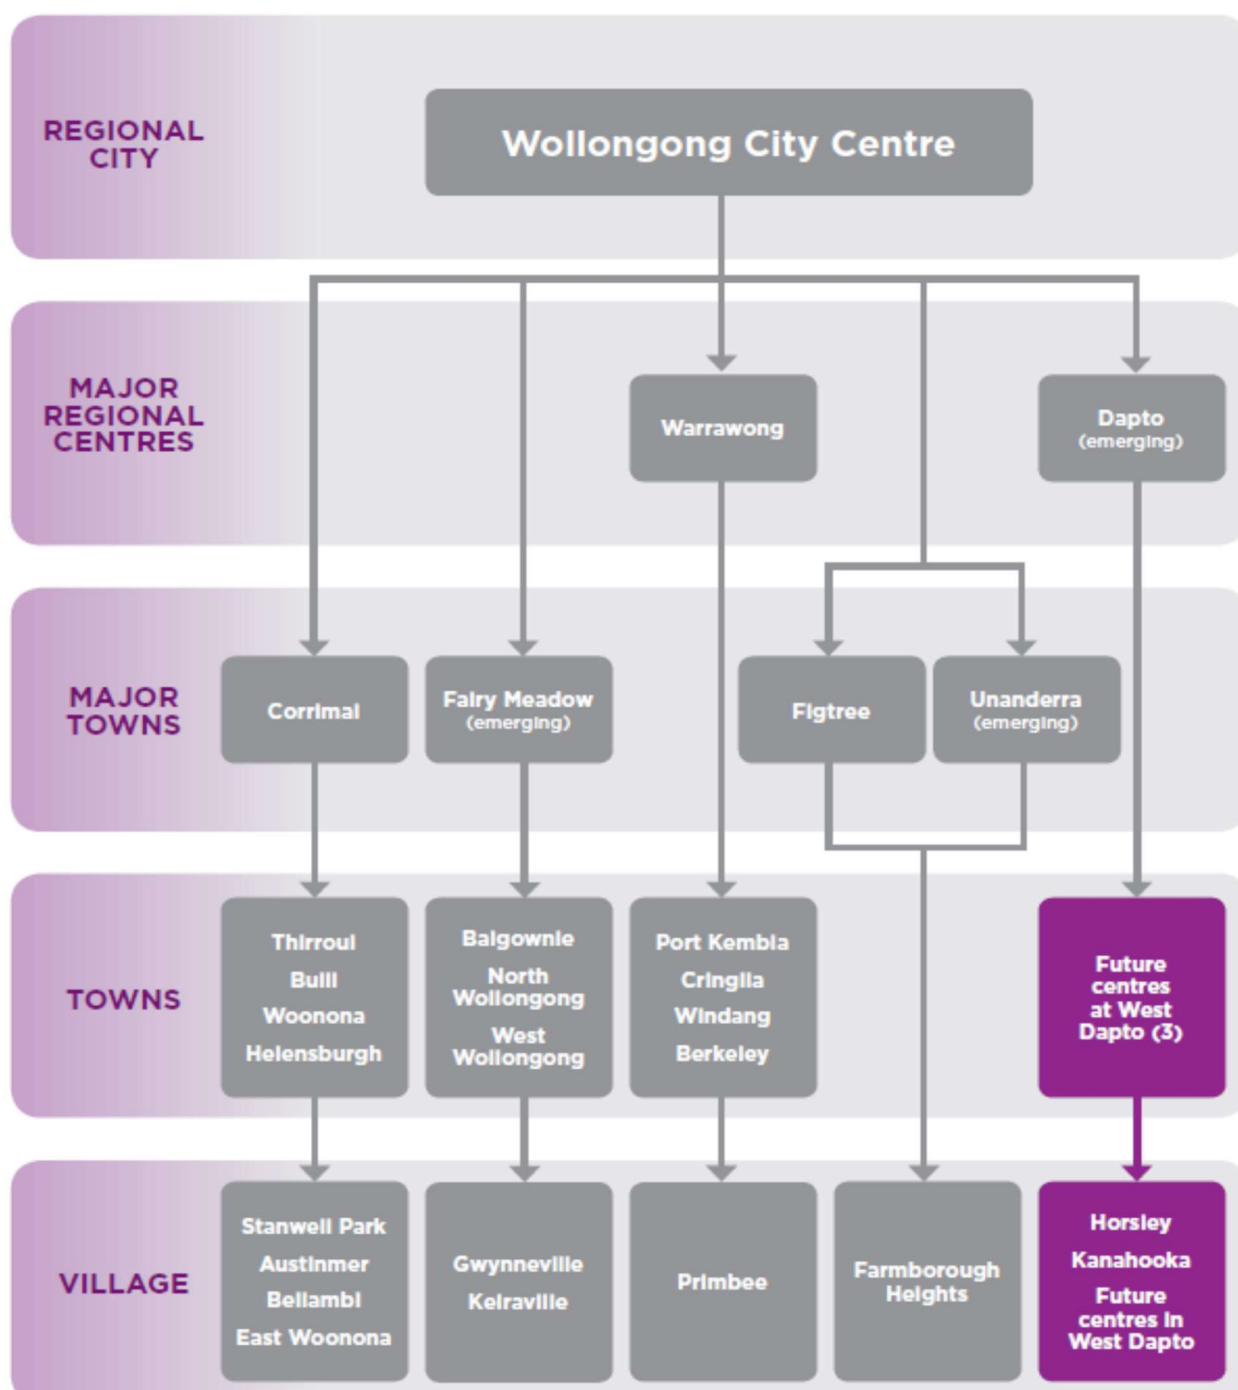 REGIONAL
CITY
Wollongong City Centre
MAJOR
REGIONAL
CENTRES
Warrawong
Dapto
(emerging)
MAJOR
TOWNS
Corrimal
Fairy Meadow
(emerging)
Figtree
Unanderra
(emerging)
TOWNS
Thirroul
Bulli
Woonona
Helensburgh
Balgownie
North
Wollongong
West
Wollongong
Port Kembla
Cringila
Windang
Berkeley
Future
centres
at West
Dapto (3)
VILLAGE
Stanwell Park
Austinmer
Bellambi
East Woonona
Gwynneville
Keiraville
Primbee
Farmborough
Heights
Horsley
Kanahooka
Future
centres in
West Dapto